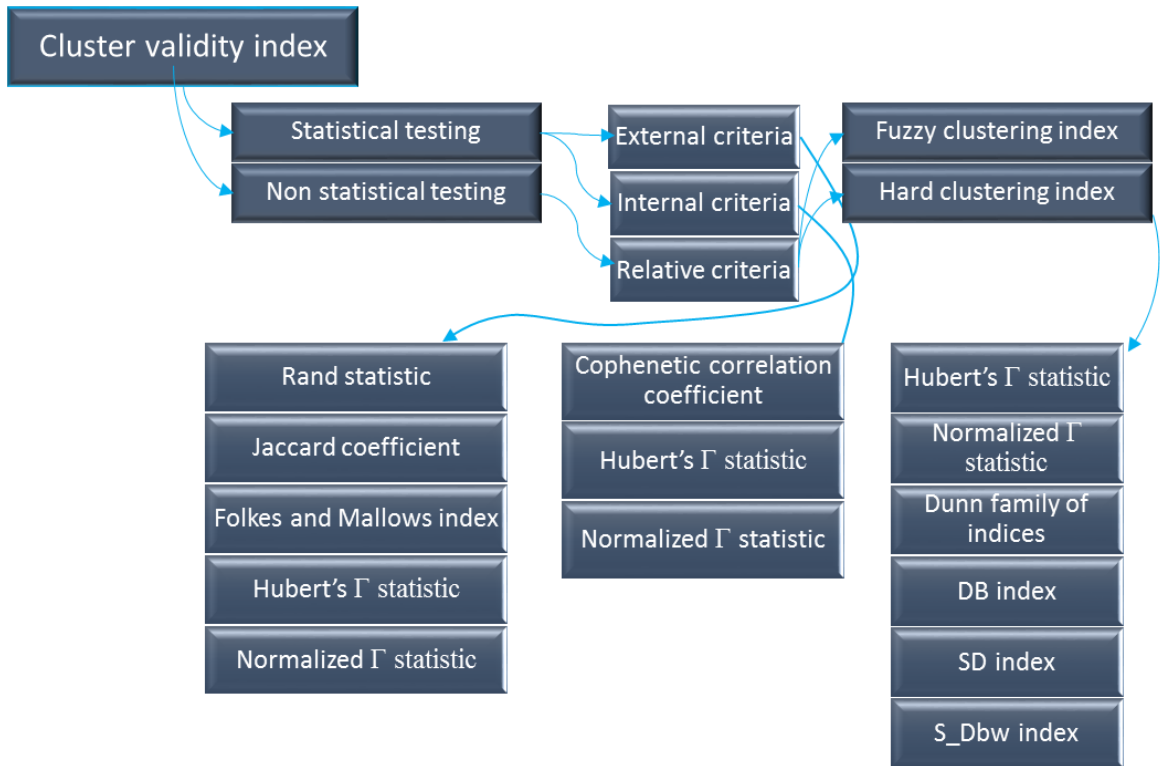 Cluster validity index
Statistical testing
Non statistical testing
External criteria
Internal criteria
Relative criteria
Fuzzy clustering index
Hard clustering index
Rand statistic
Jaccard coefficient
Folkes and Mallows index
Hubert’s Γ statistic
Normalized Γ statistic
Cophenetic correlation
coefficient
Hubert’s Γ statistic
Normalized Γ statistic
Hubert’s Γ statistic
Normalized Γ
statistic
Dunn family of
indices
DB index
SD index
S_Dbw index